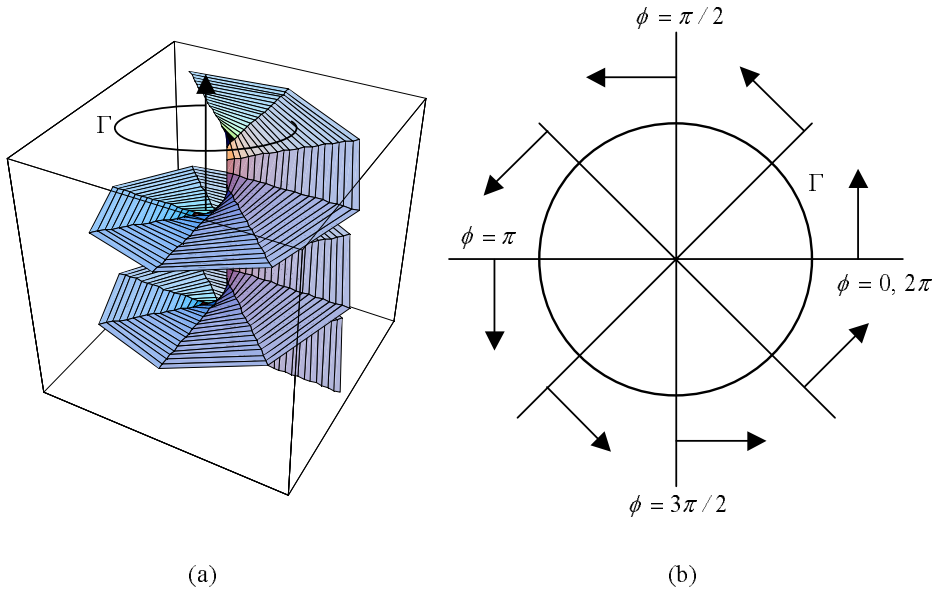 Γ
(a)
ϕ = π / 2
Γ
ϕ = π
ϕ = 0, 2π
ϕ = 3π / 2
(b)